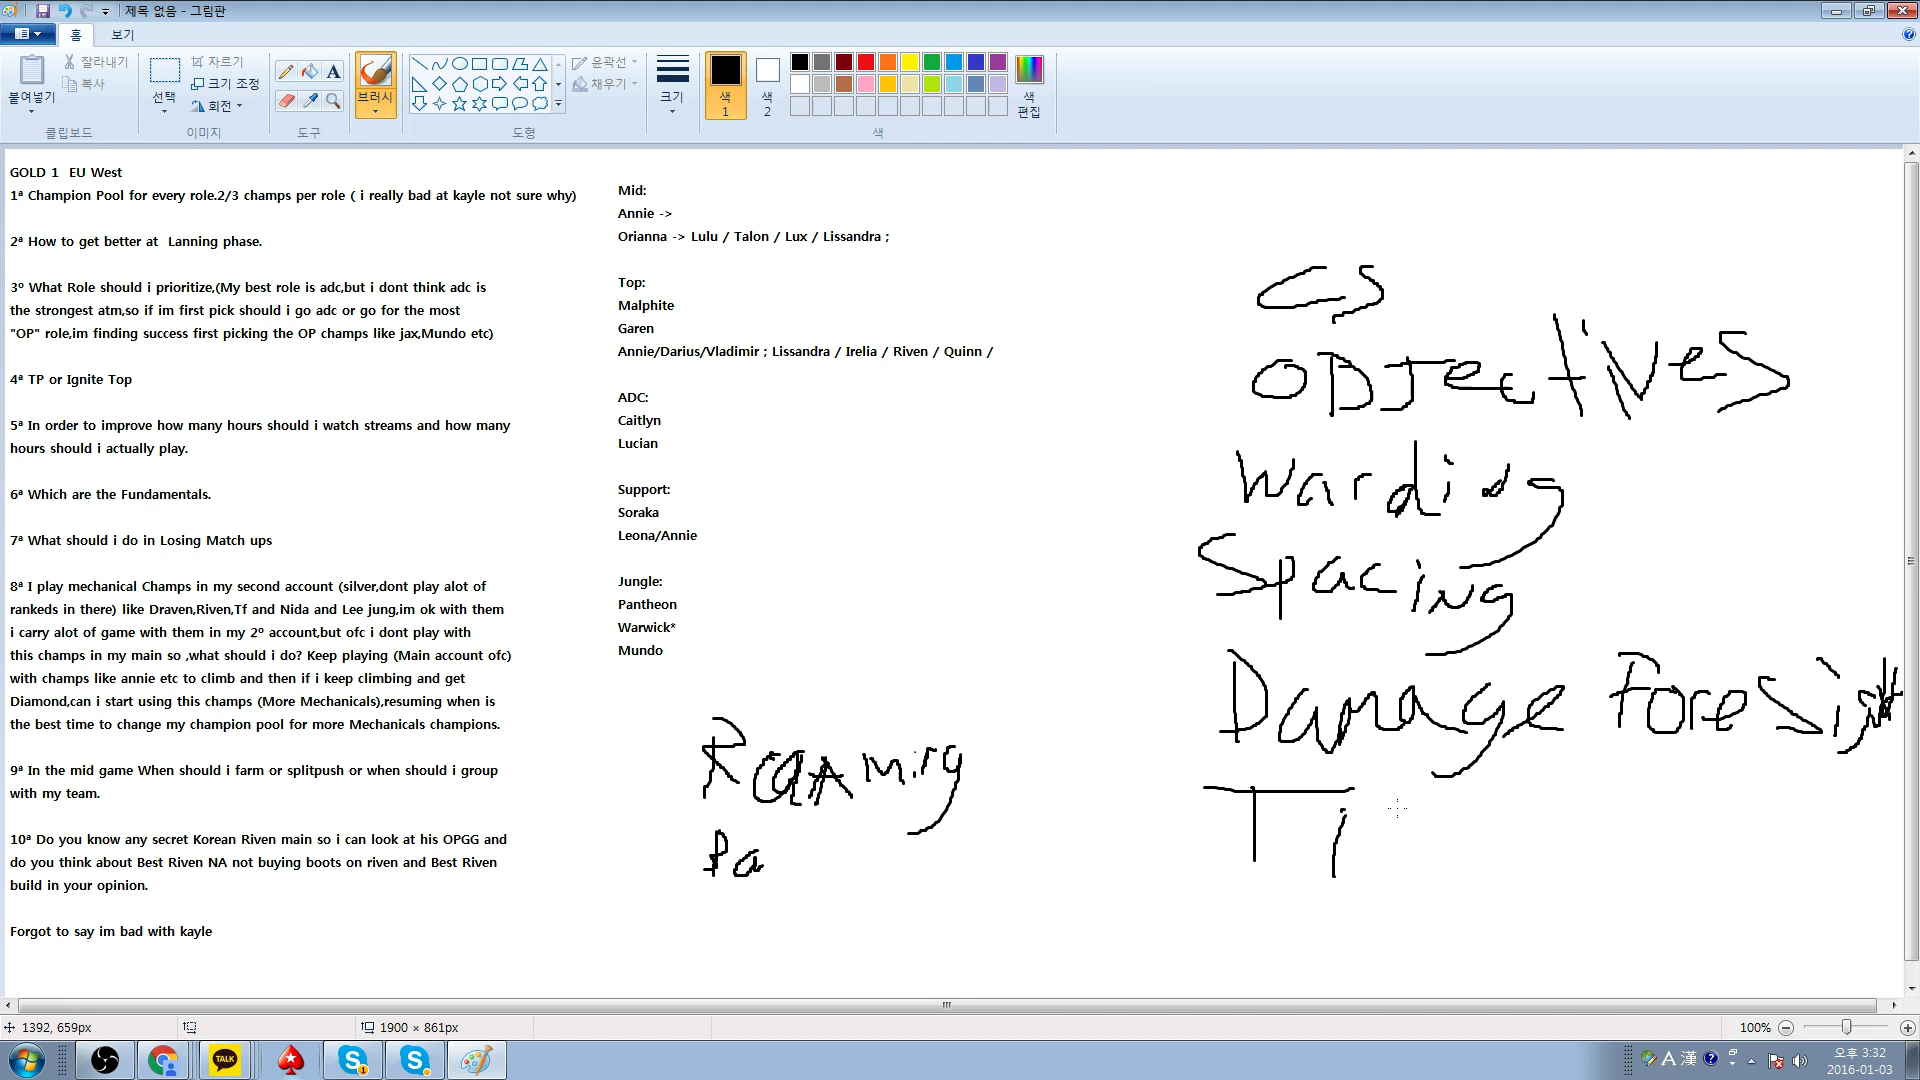 제목 없음 - 그림판
홈
보기
붙여넣기
잘라내기
복사
클립보드
선택
자르기
크기 조정
회전
이미지
A
도구
브러시
윤곽선
채우기
도형
크기
색
1
색
2
색
편집
색
GOLD 1 EU West
1ª Champion Pool for every role.2/3 champs per role ( i really bad at kayle not sure why)
2ª How to get better at Lanning phase.
3º What Role should i prioritize,(My best role is adc,but i dont think adc is
the strongest atm,so if im first pick should i go adc or go for the most
"OP" role,im finding success first picking the OP champs like jax,Mundo etc)
4ª TP or Ignite Top
5ª In order to improve how many hours should i watch streams and how many
hours should i actually play.
6ª Which are the Fundamentals.
7ª What should i do in Losing Match ups
8ª I play mechanical Champs in my second account (silver,dont play alot of
rankeds in there) like Draven,Riven,Tf and Nida and Lee jung,im ok with them
i carry alot of game with them in my 2º account,but ofc i dont play with
this champs in my main so ,what should i do? Keep playing (Main account ofc)
with champs like annie etc to climb and then if i keep climbing and get
Diamond,can i start using this champs (More Mechanicals),resuming when is
the best time to change my champion pool for more Mechanicals champions.
9ª In the mid game When should i farm or splitpush or when should i group
with my team.
10ª Do you know any secret Korean Riven main so i can look at his OPGG and
do you think about Best Riven NA not buying boots on riven and Best Riven
build in your opinion.
Forgot to say im bad with kayle
Mid:
Annie ->
Orianna -> Lulu / Talon / Lux / Lissandra ;
Top:
Malphite
Garen
Annie/Darius/Vladimir ; Lissandra / Irelia / Riven / Quinn /
ADC:
Caitlyn
Lucian
Support:
Soraka
Leona/Annie
Jungle:
Pantheon
Warwick*
Mundo
Roaming
Pa
CS
OBJectives
Warding
Spacing
Damage Foresight
Ti
1392, 659px
1900 × 861px
100%
TALK
A 漢
오후 3:32
2016-01-03